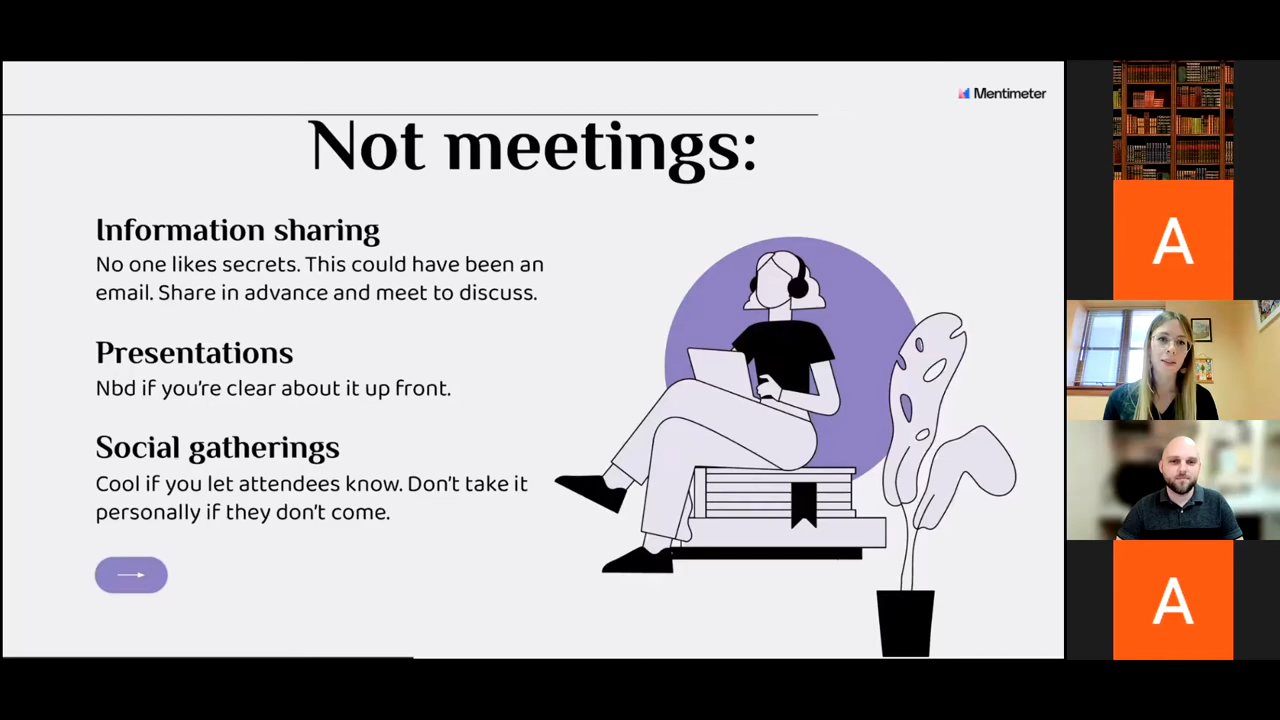 Mentimeter
Not meetings:
Information sharing
No one likes secrets. This could have been an
email. Share in advance and meet to discuss.
Presentations
Nbd if you're clear about it up front.
Social gatherings
Cool if you let attendees know. Don't take it
personally if they don't come.
A
A